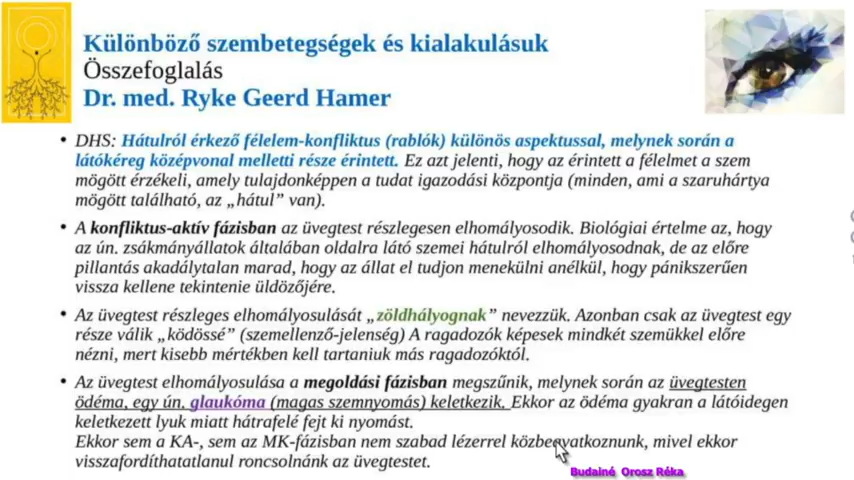 Különböző szembetegségek és kialakulásuk
Összefoglalás
Dr. med. Ryke Geerd Hamer
• DHS: Hátulról érkező félelem-konfliktus (rablók) különös aspektussal, melynek során a
látókéreg középvonal melletti része érintett. Ez azt jelenti, hogy az érintett a félelmet a szem
mögött érzékeli, amely tulajdonképpen a tudat igazodási központja (minden, ami a szaruhártya
mögött található, az „hátul” van).
• A konfliktus-aktív fázisban az üvegtest részlegesen elhomályosodik. Biológiai értelme az, hogy
az ún. zsákmányállatok általában oldalra látó szemei hátulról elhomályosodnak, de az előre
pillantás akadálytalan marad, hogy az állat el tudjon menekülni anélkül, hogy pánikszerűen
vissza kellene tekintenie üldözőjére.
• Az üvegtest részleges elhomályosulását „zöldhályognak” nevezzük. Azonban csak az üvegtest egy
része válik „ködössé” (szemellenző-jelenség) A ragadozók képesek mindkét szemükkel előre
nézni, mert kisebb mértékben kell tartaniuk más ragadozóktól.
• Az üvegtest elhomályosulása a megoldási fázisban megszűnik, melynek során az üvegtesten
ödéma, egy ún. glaukóma (magas szemnyomás) keletkezik. Ekkor az ödéma gyakran a látóidegen
keletkezett lyuk miatt hátrafelé fejt ki nyomást.
Ekkor sem a KA-, sem az MK-fázisban nem szabad lézerrel közbeavatkoznunk, mivel ekkor
visszafordíthatatlanul roncsolnánk az üvegtestet.
Budainé Orosz Réka